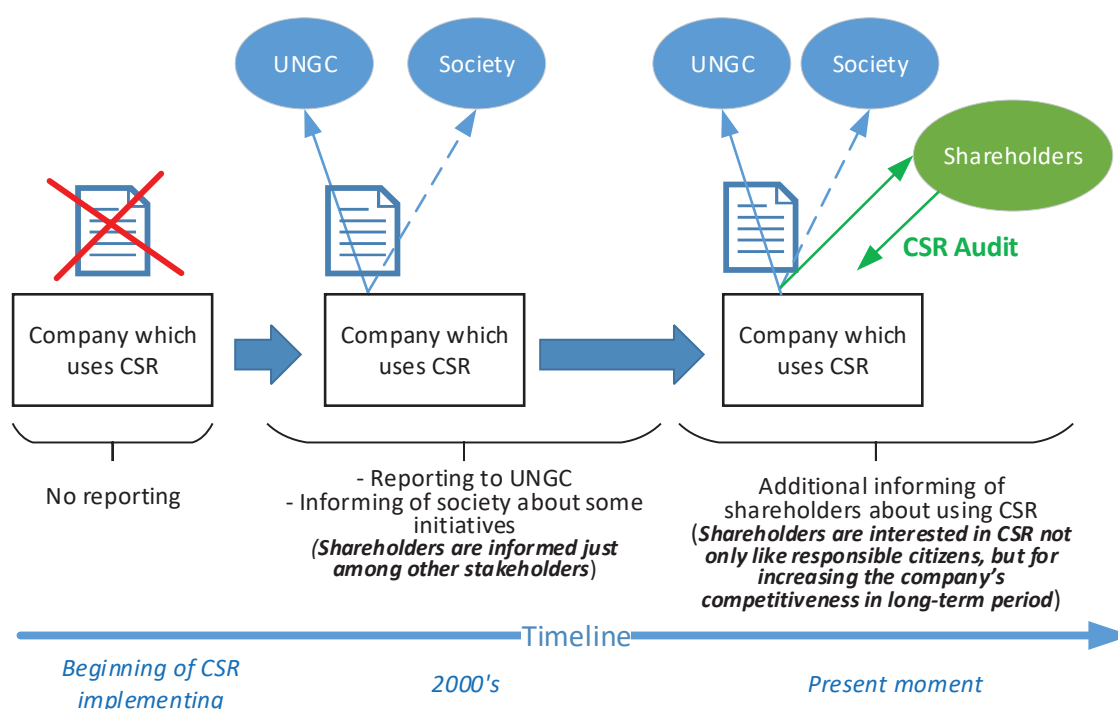 UNGC
Society
UNGC
Society
Shareholders
CSR Audit
Company which
uses CSR
Company which
uses CSR
Company which
uses CSR
No reporting
- Reporting to UNGC
- Informing of society about some
initiatives
(Shareholders are informed just
among other stakeholders)
Additional informing of
shareholders about using CSR
(Shareholders are interested in CSR not
only like responsible citizens, but for
increasing the company's
competitiveness in long-term period)
Timeline
Beginning of CSR
implementing
2000's
Present moment